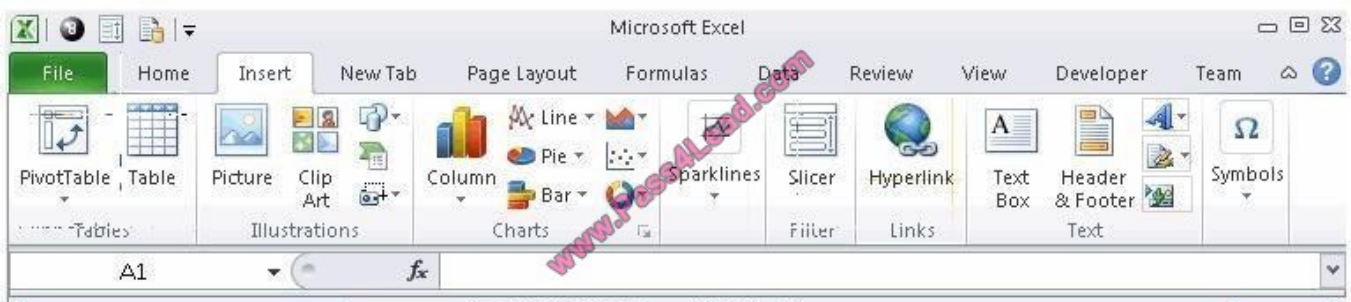 Microsoft Excel
File Home Insert New Tab Page Layout Formulas Data Review View Developer Team
PivotTable Table Picture Clip Art Column Line Pie Bar Sparklines Slicer Hyperlink Text Box Header & Footer Symbols
Tables Illustrations Charts Filter Links Text
A1 fx
www.Pass4Lead.com